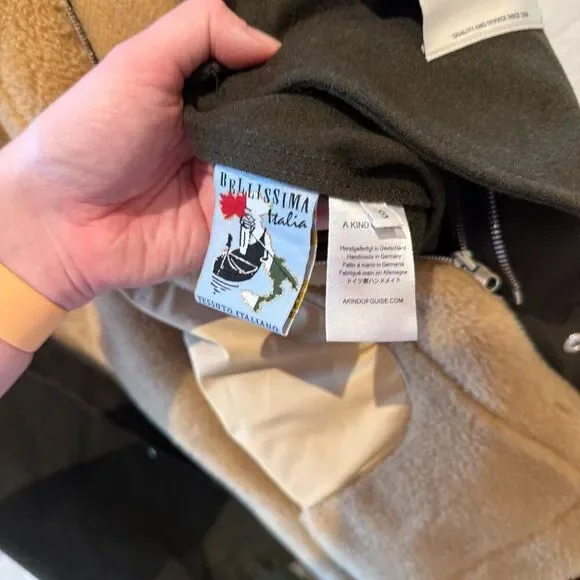 BELLISSIMA
Italia
TESSUTO ITALIANO
S
A KIND
Handgefertigt in Deutschland
Handmade in Germany
Fatto a mano in Germania
Fabriqué main en Allemagne
ドイツ製ハンドメイド
AKINDOFGUISE.COM